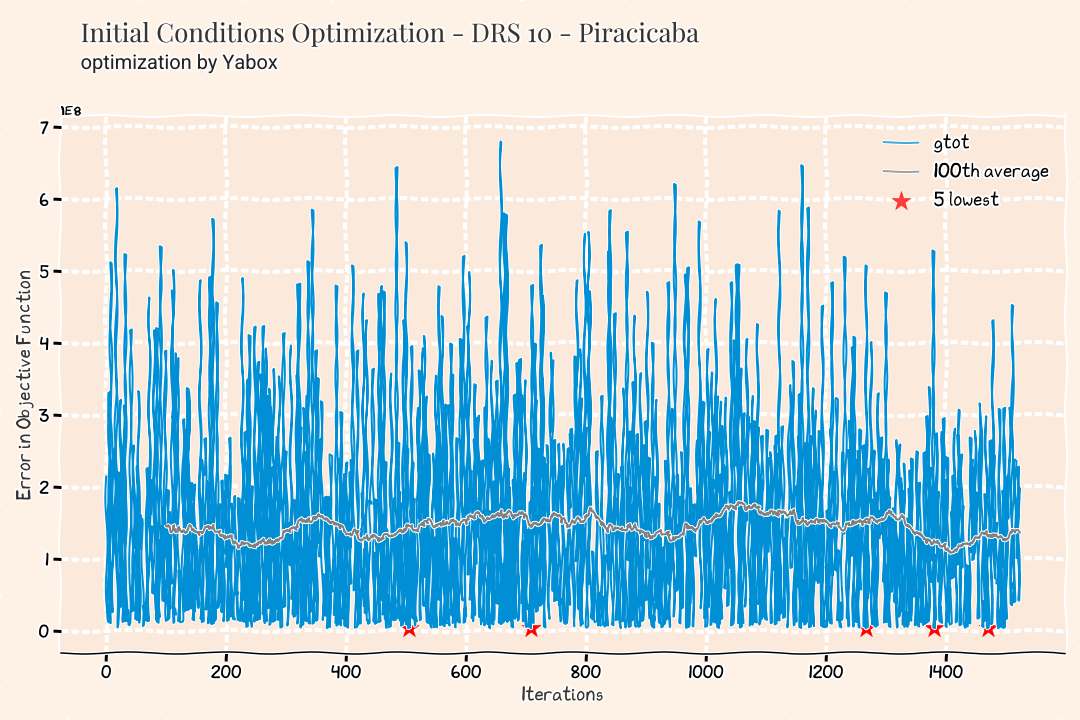 Initial Conditions Optimization - DRS 10 - Piracicaba
optimization by Yabox
1E8
7
6
5
4
3
2
1
0
Error in Objective Function
gtot
100th average
5 lowest
0 200 400 600 800 1000 1200 1400
Iterations